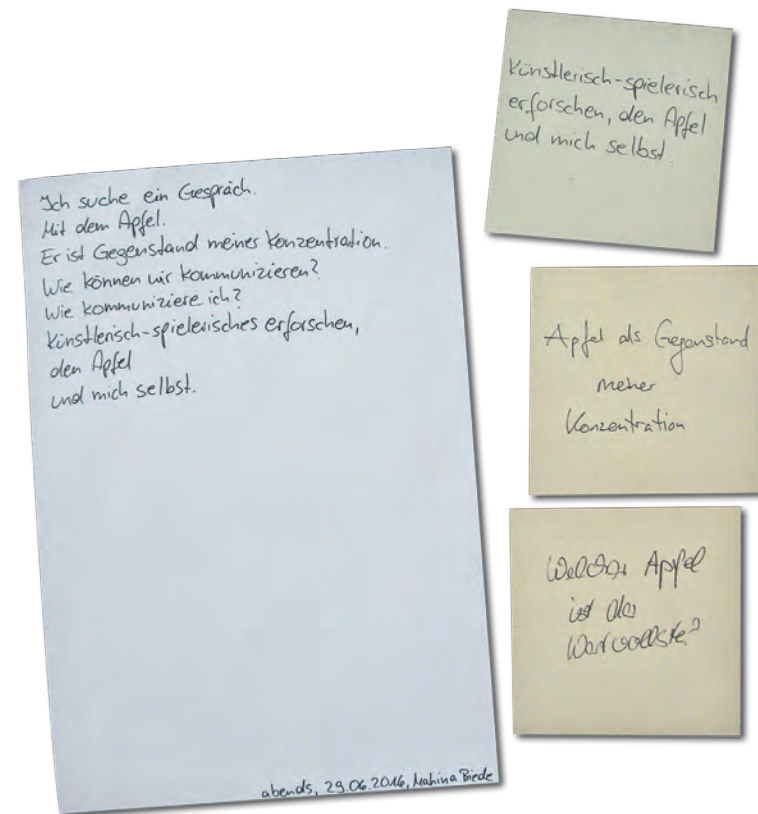 Ich suche ein Gespräch.
Mit dem Apfel.
Er ist Gegenstand meiner Konzentration.
Wie können wir kommunizieren?
Wie kommuniziere ich?
Künstlerisch-spielerisches erforschen,
den Apfel
und mich selbst.
abends, 29.06.2016, Mahina Biede
Künstlerisch-spielerisch
erforschen, den Apfel
und mich selbst.
Apfel als Gegenstand
meiner
Konzentration
Welcher Apfel
ist der
Wertvollste?